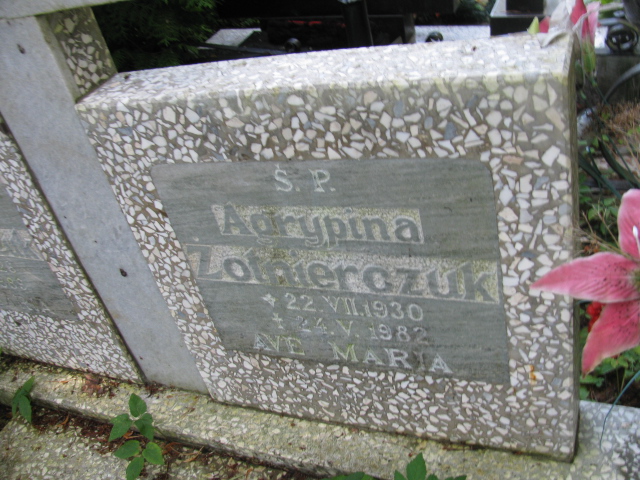 Ś. P.
Agrypina
Żołnierczuk
* 22.VII.1930
+ 24.V.1982
AVE MARIA